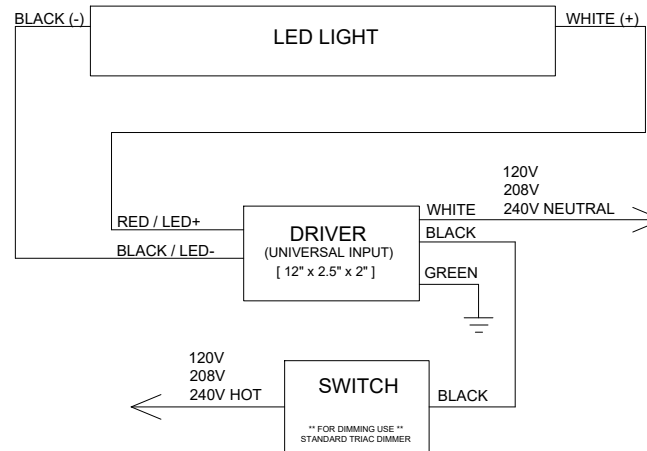 BLACK (-)
WHITE (+)
LED LIGHT
120V
208V
240V NEUTRAL
RED / LED+
WHITE
DRIVER
(UNIVERSAL INPUT)
[ 12" x 2.5" x 2" ]
BLACK
BLACK / LED-
GREEN
120V
208V
240V HOT
SWITCH
BLACK
** FOR DIMMING USE **
STANDARD TRIAC DIMMER